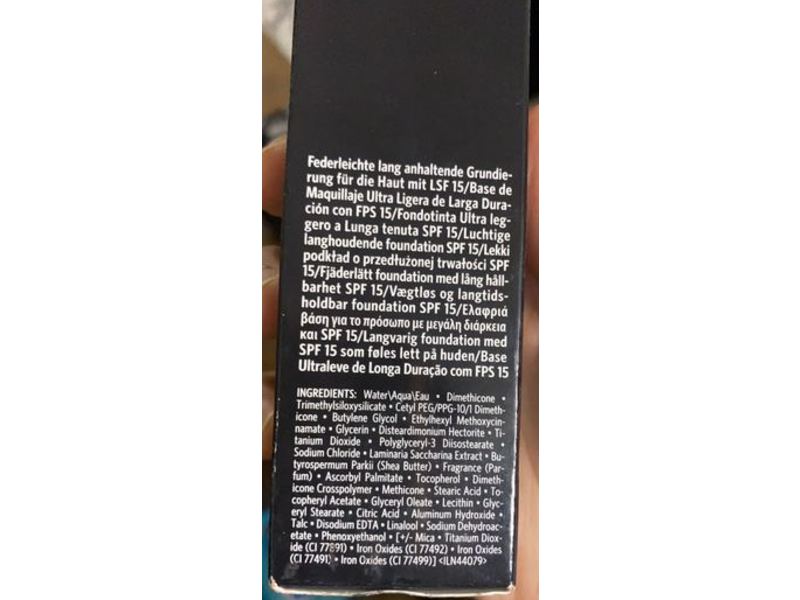 Federleichte lang anhaltende Grundie-
rung für die Haut mit LSF 15/Base de
Maquillaje Ultra Ligera de Larga Dura-
ción con FPS 15/Fondotinta Ultra leg-
gero a Lunga tenuta SPF 15/Luchtige
langhoudende foundation SPF 15/Lekki
podkład o przedłużonej trwałości SPF
15/Fjäderlätt foundation med lång håll-
barhet SPF 15/Vægtløs og langtids-
holdbar foundation SPF 15/Ελαφριά
βάση για το πρόσωπο με μεγάλη διάρκεια
και SPF 15/Langvarig foundation med
SPF 15 som føles lett på huden/Base
Ultraleve de Longa Duração com FPS 15
INGREDIENTS: Water\Aqua\Eau • Dimethicone •
Trimethylsiloxysilicate • Cetyl PEG/PPG-10/1 Dimeth-
icone • Butylene Glycol • Ethylhexyl Methoxycin-
namate • Glycerin • Disteardimonium Hectorite • Ti-
tanium Dioxide • Polyglyceryl-3 Diisostearate •
Sodium Chloride • Laminaria Saccharina Extract • Bu-
tyrospermum Parkii (Shea Butter) • Fragrance (Par-
fum) • Ascorbyl Palmitate • Tocopherol • Dimeth-
icone Crosspolymer • Methicone • Stearic Acid • To-
copheryl Acetate • Glyceryl Oleate • Lecithin • Glyc-
eryl Stearate • Citric Acid • Aluminum Hydroxide •
Talc • Disodium EDTA • Linalool • Sodium Dehydroac-
etate • Phenoxyethanol • [+/- Mica • Titanium Diox-
ide (CI 77891) • Iron Oxides (CI 77492) • Iron Oxides
(CI 77491) • Iron Oxides (CI 77499)] <ILN44079>